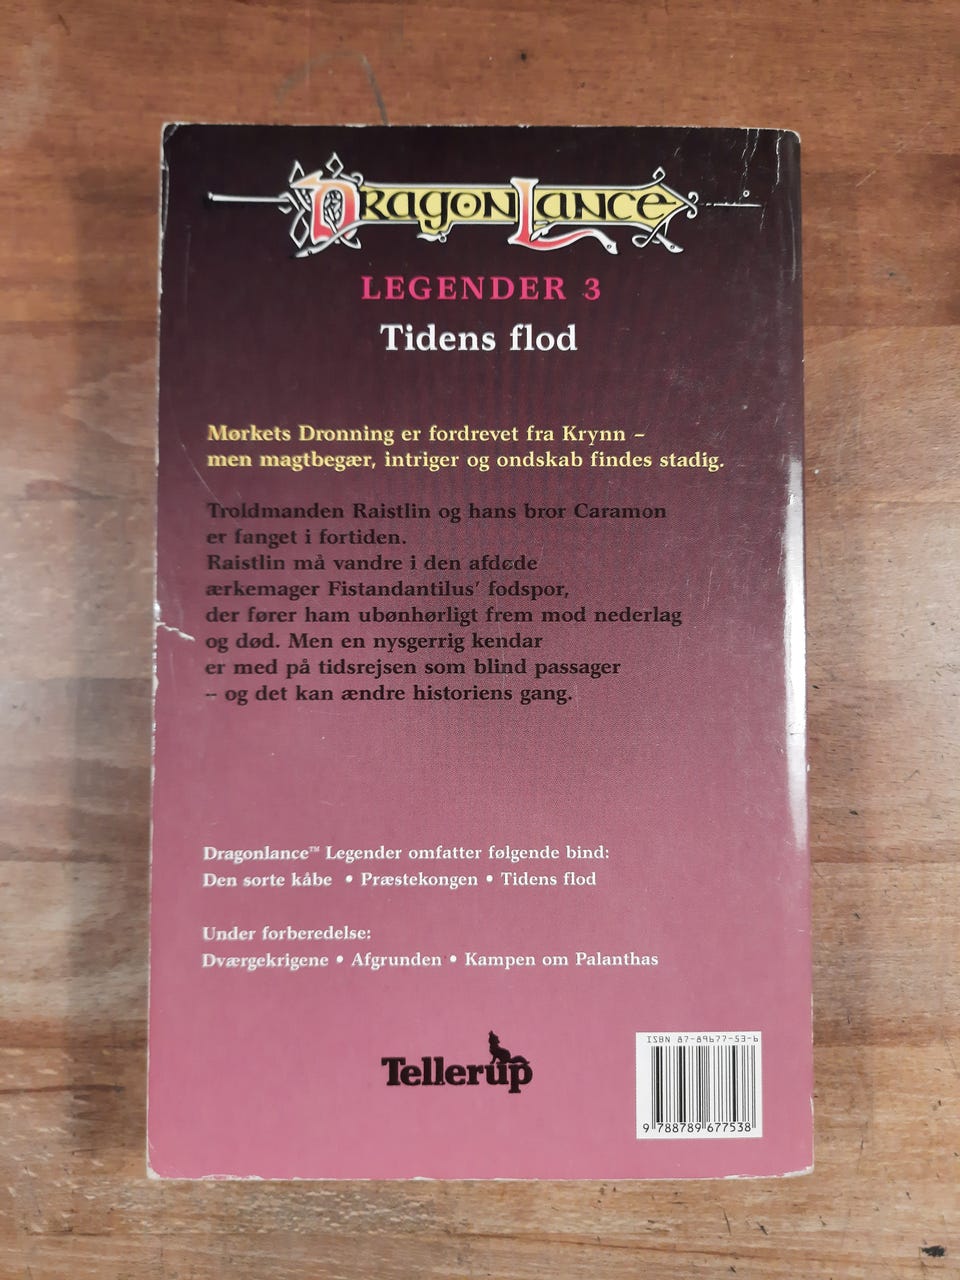 DRAGONLANCE
LEGENDER 3
Tidens flod
Mørkets Dronning er fordrevet fra Krynn –
men magtbegær, intriger og ondskab findes stadig.
Troldmanden Raistlin og hans bror Caramon
er fanget i fortiden.
Raistlin må vandre i den afdøde
ærkemager Fistandantilus' fodspor,
der fører ham ubønhørligt frem mod nederlag
og død. Men en nysgerrig kendar
er med på tidsrejsen som blind passager
– og det kan ændre historiens gang.
Dragonlance™ Legender omfatter følgende bind:
Den sorte kåbe • Præstekongen • Tidens flod
Under forberedelse:
Dværgekrigene • Afgrunden • Kampen om Palanthas
Tellerup
ISBN 87-89677-53-6
9 788789 677538